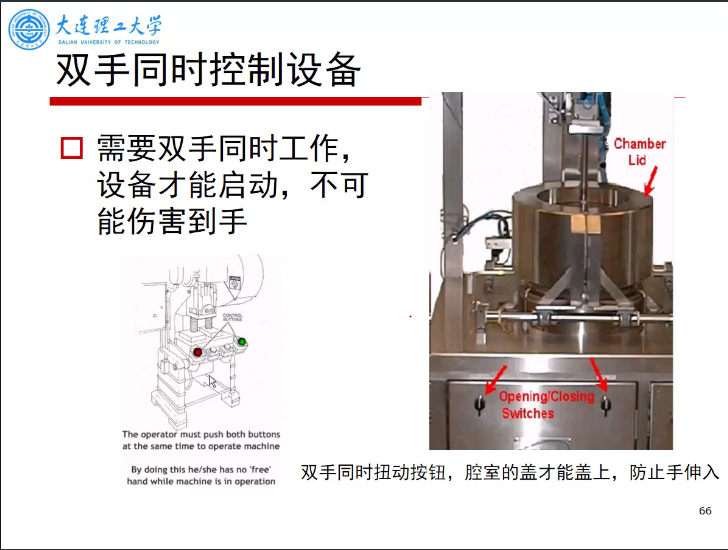 大连理工大学
DALIAN UNIVERSITY OF TECHNOLOGY
双手同时控制设备
需要双手同时工作，
设备才能启动，不可
能伤害到手
CONTROL
BUTTONS
The operator must push both buttons
at the same time to operate machine
By doing this he/she has no 'free'
hand while machine is in operation
Chamber
Lid
Opening/Closing
Switches
双手同时扭动按钮，腔室的盖才能盖上，防止手伸入
66